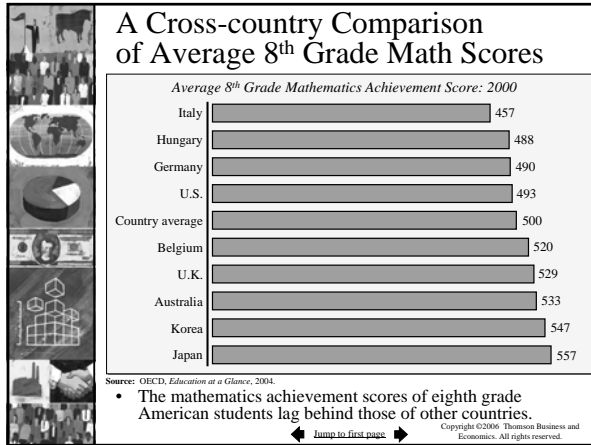 A Cross-country Comparison
of Average 8th Grade Math Scores
Average 8th Grade Mathematics Achievement Score: 2000
Italy 457
Hungary 488
Germany 490
U.S. 493
Country average 500
Belgium 520
U.K. 529
Australia 533
Korea 547
Japan 557
Source: OECD, Education at a Glance, 2004.
• The mathematics achievement scores of eighth grade
American students lag behind those of other countries.
Jump to first page
Copyright ©2006 Thomson Business and
Economics. All rights reserved.